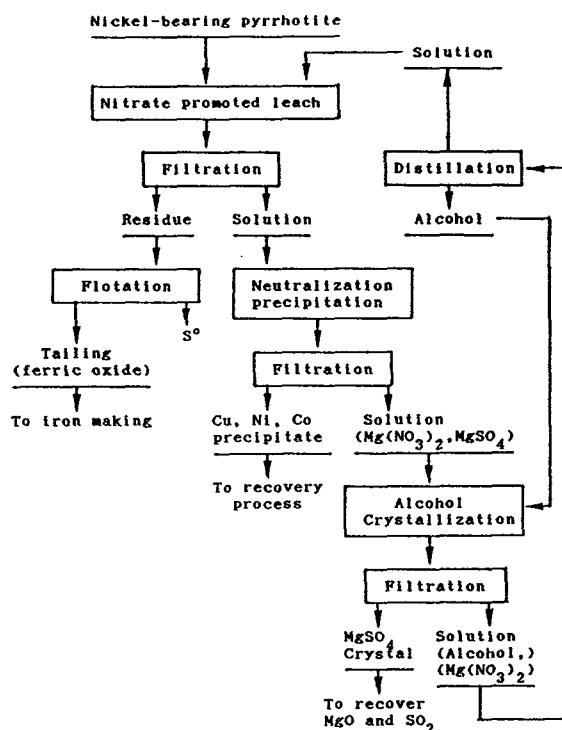 Nickel-bearing pyrrhotite
Solution
Nitrate promoted leach
Filtration
Distillation
Residue
Solution
Alcohol
Flotation
Neutralization
precipitation
S°
Tailing
(ferric oxide)
Filtration
To iron making
Cu, Ni, Co
precipitate
Solution
(Mg(NO₃)₂,MgSO₄)
To recovery
process
Alcohol
Crystallization
Filtration
MgSO₄
Crystal
Solution
(Alcohol,)
(Mg(NO₃)₂)
To recover
MgO and SO₂